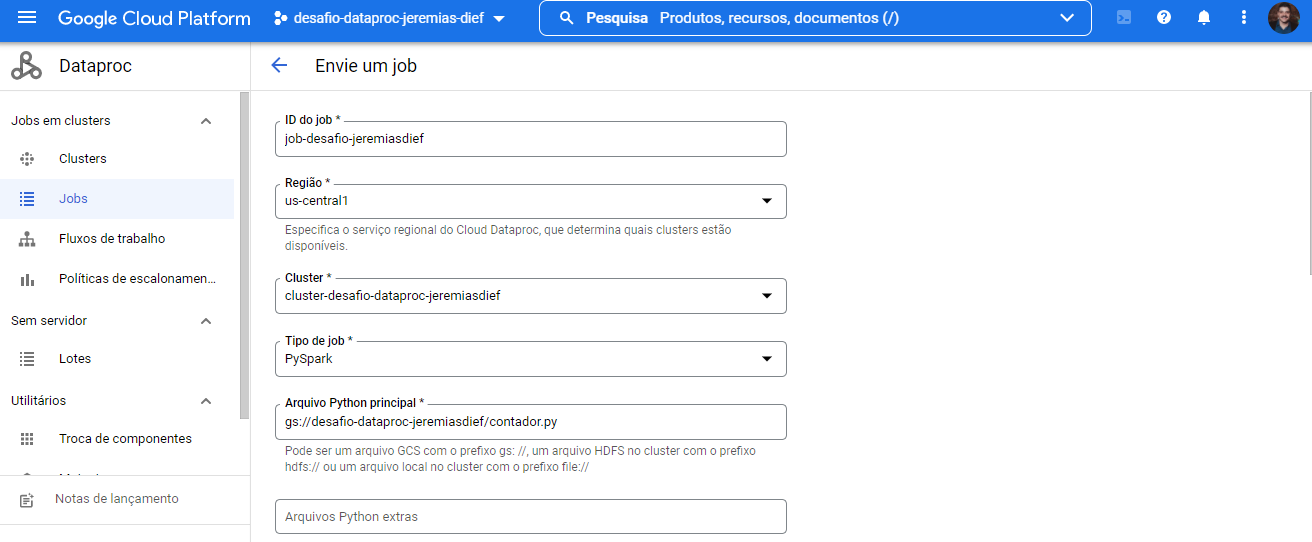 Google Cloud Platform
desafio-dataproc-jeremias-dief
Pesquisa Produtos, recursos, documentos (/)
Dataproc
Envie um job
Jobs em clusters
Clusters
Jobs
Fluxos de trabalho
Políticas de escalonamen...
Sem servidor
Lotes
Utilitários
Troca de componentes
Notas de lançamento
ID do job *
job-desafio-jeremiasdief
Região *
us-central1
Especifica o serviço regional do Cloud Dataproc, que determina quais clusters estão
disponíveis.
Cluster *
cluster-desafio-dataproc-jeremiasdief
Tipo de job *
PySpark
Arquivo Python principal *
gs://desafio-dataproc-jeremiasdief/contador.py
Pode ser um arquivo GCS com o prefixo gs: //, um arquivo HDFS no cluster com o prefixo
hdfs:// ou um arquivo local no cluster com o prefixo file://
Arquivos Python extras